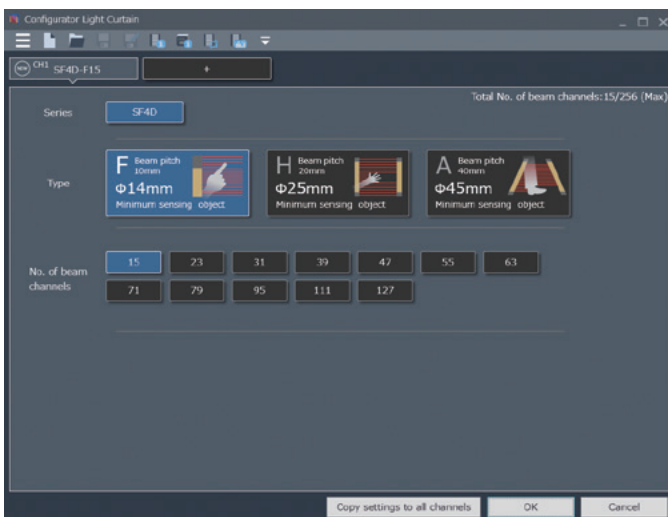 Configurator Light Curtain
NEW CH1 SF4D-F15
+
Total No. of beam channels:15/256 (Max)
Series
SF4D
Type
F Beam pitch 10mm
Φ14mm
Minimum sensing object
H Beam pitch 20mm
Φ25mm
Minimum sensing object
A Beam pitch 40mm
Φ45mm
Minimum sensing object
No. of beam channels
15 23 31 39 47 55 63
71 79 95 111 127
Copy settings to all channels OK Cancel